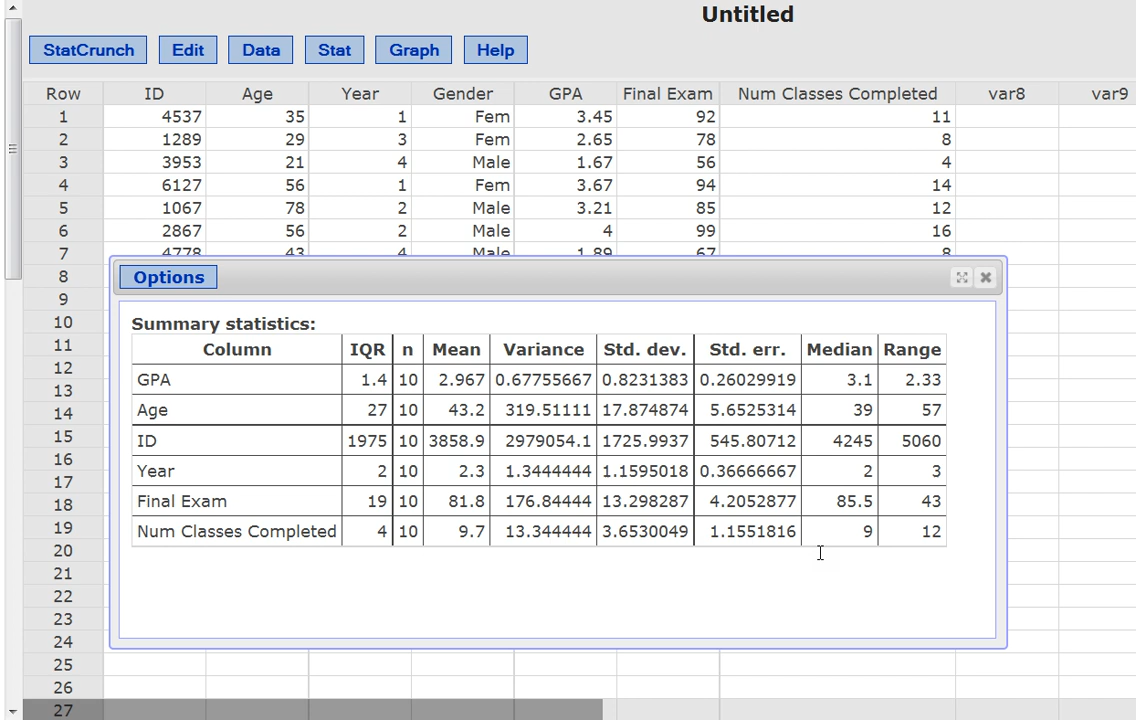 Untitled
StatCrunch Edit Data Stat Graph Help
Row ID Age Year Gender GPA Final Exam Num Classes Completed var8 var9
1 4537 35 1 Fem 3.45 92 11
2 1289 29 3 Fem 2.65 78 8
3 3953 21 4 Male 1.67 56 4
4 6127 56 1 Fem 3.67 94 14
5 1067 78 2 Male 3.21 85 12
6 2867 56 2 Male 4 99 16
7 4778 43 4 Male 1.89 67 8
8
9
10
11
12
13
14
15
16
17
18
19
20
21
22
23
24
25
26
27
Options
Summary statistics:
Column IQR n Mean Variance Std. dev. Std. err. Median Range
GPA 1.4 10 2.967 0.67755667 0.8231383 0.26029919 3.1 2.33
Age 27 10 43.2 319.51111 17.874874 5.6525314 39 57
ID 1975 10 3858.9 2979054.1 1725.9937 545.80712 4245 5060
Year 2 10 2.3 1.3444444 1.1595018 0.36666667 2 3
Final Exam 19 10 81.8 176.84444 13.298287 4.2052877 85.5 43
Num Classes Completed 4 10 9.7 13.344444 3.6530049 1.1551816 9 12